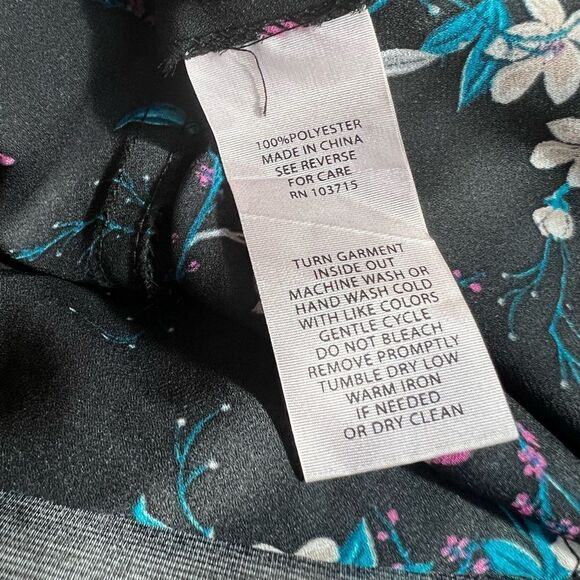 100%POLYESTER
MADE IN CHINA
SEE REVERSE
FOR CARE
RN 103715
TURN GARMENT
INSIDE OUT
MACHINE WASH OR
HAND WASH COLD
WITH LIKE COLORS
GENTLE CYCLE
DO NOT BLEACH
REMOVE PROMPTLY
TUMBLE DRY LOW
WARM IRON
IF NEEDED
OR DRY CLEAN